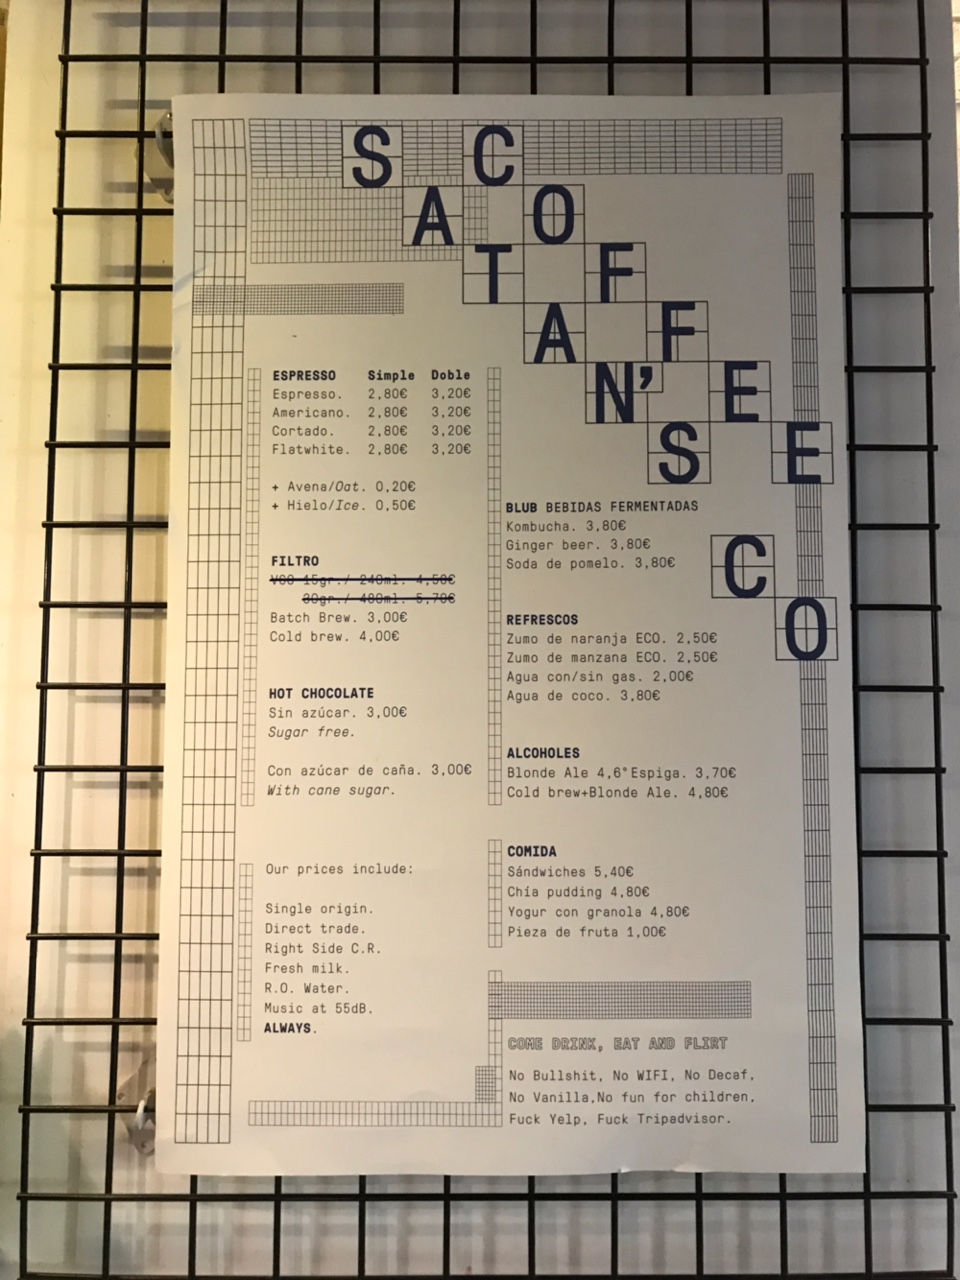 SATAN'S
COFFEE
CO
ESPRESSO Simple Doble
Espresso. 2,80€ 3,20€
Americano. 2,80€ 3,20€
Cortado. 2,80€ 3,20€
Flatwhite. 2,80€ 3,20€
+ Avena/Oat. 0,20€
+ Hielo/Ice. 0,50€
FILTRO
V60 15gr./ 240ml. 4,50€
30gr./ 480ml. 5,70€
Batch Brew. 3,00€
Cold brew. 4,00€
HOT CHOCOLATE
Sin azúcar. 3,00€
Sugar free.
Con azúcar de caña. 3,00€
With cane sugar.
Our prices include:
Single origin.
Direct trade.
Right Side C.R.
Fresh milk.
R.O. Water.
Music at 55dB.
ALWAYS.
BLUB BEBIDAS FERMENTADAS
Kombucha. 3,80€
Ginger beer. 3,80€
Soda de pomelo. 3,80€
REFRESCOS
Zumo de naranja ECO. 2,50€
Zumo de manzana ECO. 2,50€
Agua con/sin gas. 2,00€
Agua de coco. 3,80€
ALCOHOLES
Blonde Ale 4,6°Espiga. 3,70€
Cold brew+Blonde Ale. 4,80€
COMIDA
Sándwiches 5,40€
Chía pudding 4,80€
Yogur con granola 4,80€
Pieza de fruta 1,00€
COME DRINK, EAT AND FLIRT
No Bullshit, No WIFI, No Decaf,
No Vanilla,No fun for children,
Fuck Yelp, Fuck Tripadvisor.